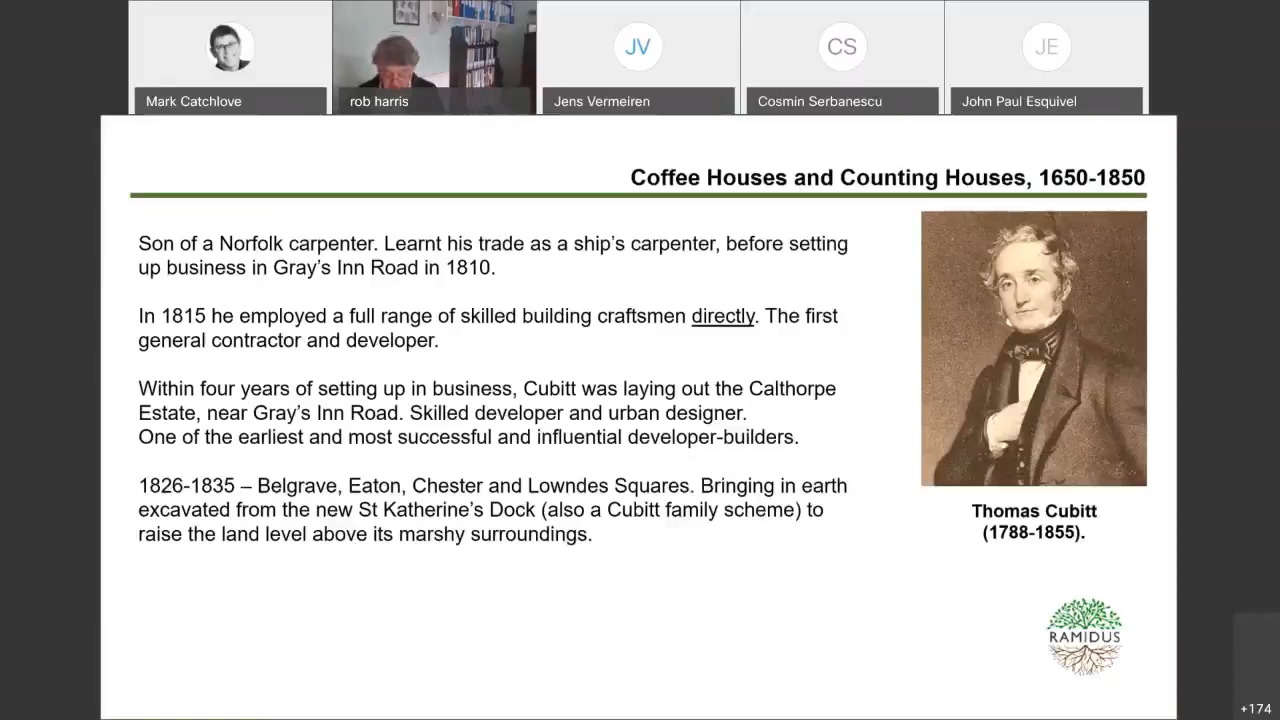 Mark Catchlove
rob harris
JV
Jens Vermeiren
CS
Cosmin Serbanescu
JE
John Paul Esquivel
Coffee Houses and Counting Houses, 1650-1850
Son of a Norfolk carpenter. Learnt his trade as a ship's carpenter, before setting
up business in Gray's Inn Road in 1810.
In 1815 he employed a full range of skilled building craftsmen directly. The first
general contractor and developer.
Within four years of setting up in business, Cubitt was laying out the Calthorpe
Estate, near Gray's Inn Road. Skilled developer and urban designer.
One of the earliest and most successful and influential developer-builders.
1826-1835 – Belgrave, Eaton, Chester and Lowndes Squares. Bringing in earth
excavated from the new St Katherine's Dock (also a Cubitt family scheme) to
raise the land level above its marshy surroundings.
Thomas Cubitt
(1788-1855).
RAMIDUS
+174